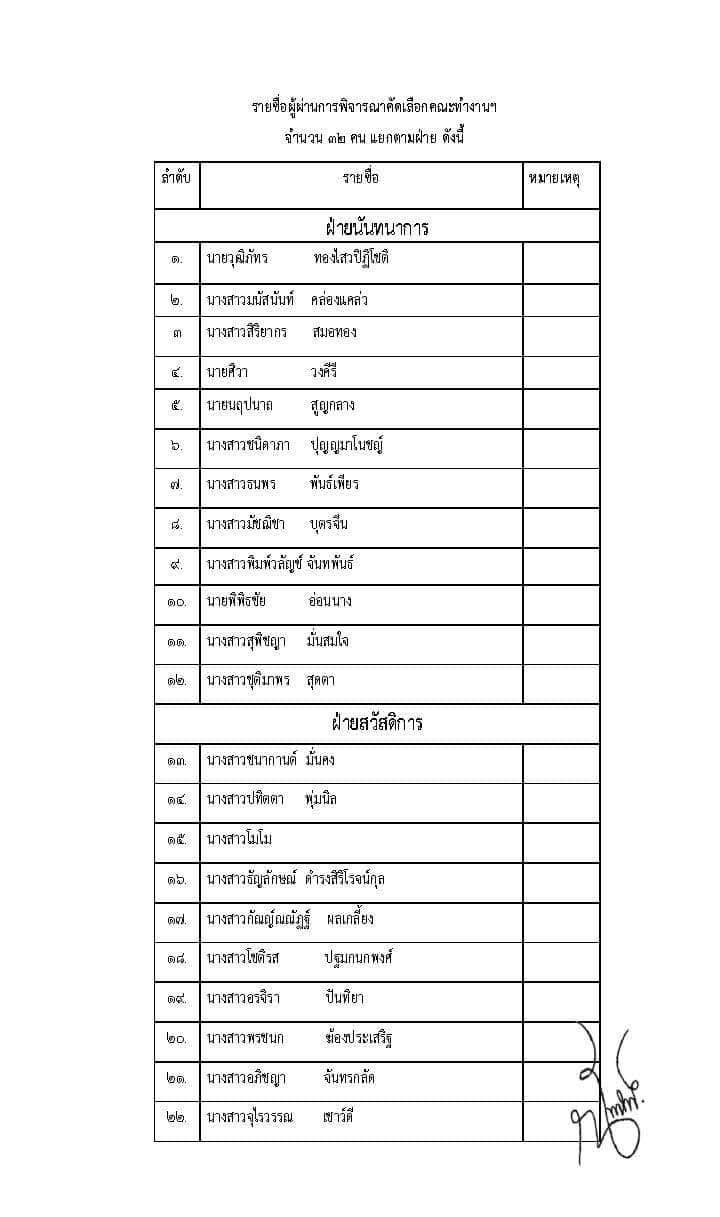 รายชื่อผู้ผ่านการพิจารณาคัดเลือกคณะทำงานฯ
จำนวน ๓๒ คน แยกตามฝ่าย ดังนี้
ลำดับ รายชื่อ หมายเหตุ
ฝ่ายนันทนาการ
๑. นายวุฒิภัทร ทองไสวปิฏิโชติ
๒. นางสาวมนัสนันท์ คล่องแคล่ว
๓ นางสาวสิริยากร สมอทอง
๔. นายศิวา วงคีรี
๕. นายนฤปนาถ สูญกลาง
๖. นางสาวชนิดาภา ปุญญมาโนชญ์
๗. นางสาวธนพร พันธ์เพียร
๘. นางสาวมัชฌิชา บุตรจีน
๙. นางสาวพิมพ์วลัญช์ จันทพันธ์
๑๐. นายพิพิธชัย อ่อนนาง
๑๑. นางสาวสุพิชญา มั่นสมใจ
๑๒. นางสาวชุติมาพร สุดตา
ฝ่ายสวัสดิการ
๑๓. นางสาวชนากานต์ มั่นคง
๑๔. นางสาวปทิตตา พุ่มนิล
๑๕. นางสาวโมโม
๑๖. นางสาวธัญลักษณ์ ดำรงสิริโรจน์กุล
๑๗. นางสาวกัณญ์ณณัฏฐ์ ผลเกลี้ยง
๑๘. นางสาวโชติรส ปฐมกนกพงศ์
๑๙. นางสาวอรจิรา ปันทิยา
๒๐. นางสาวพรชนก ฆ้องประเสริฐ
๒๑. นางสาวอภิชญา จันทรกลัด
๒๒. นางสาวจุไรวรรณ เชาว์ดี